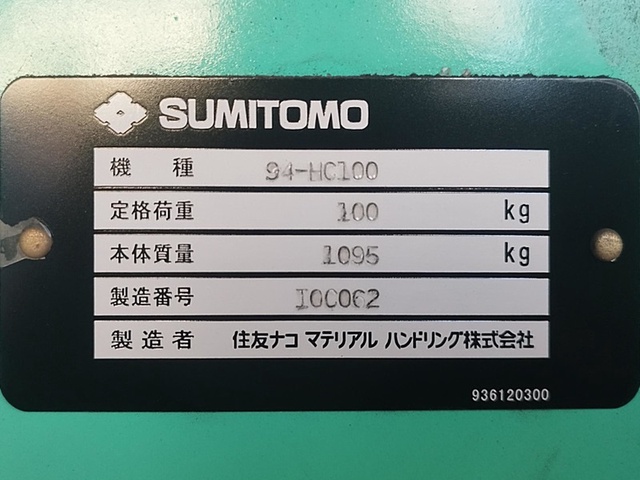 SUMITOMO
機種 94-HC100
定格荷重 100 kg
本体質量 1095 kg
製造番号 I0C062
製造者 住友ナコ マテリアル ハンドリング株式会社
936120300